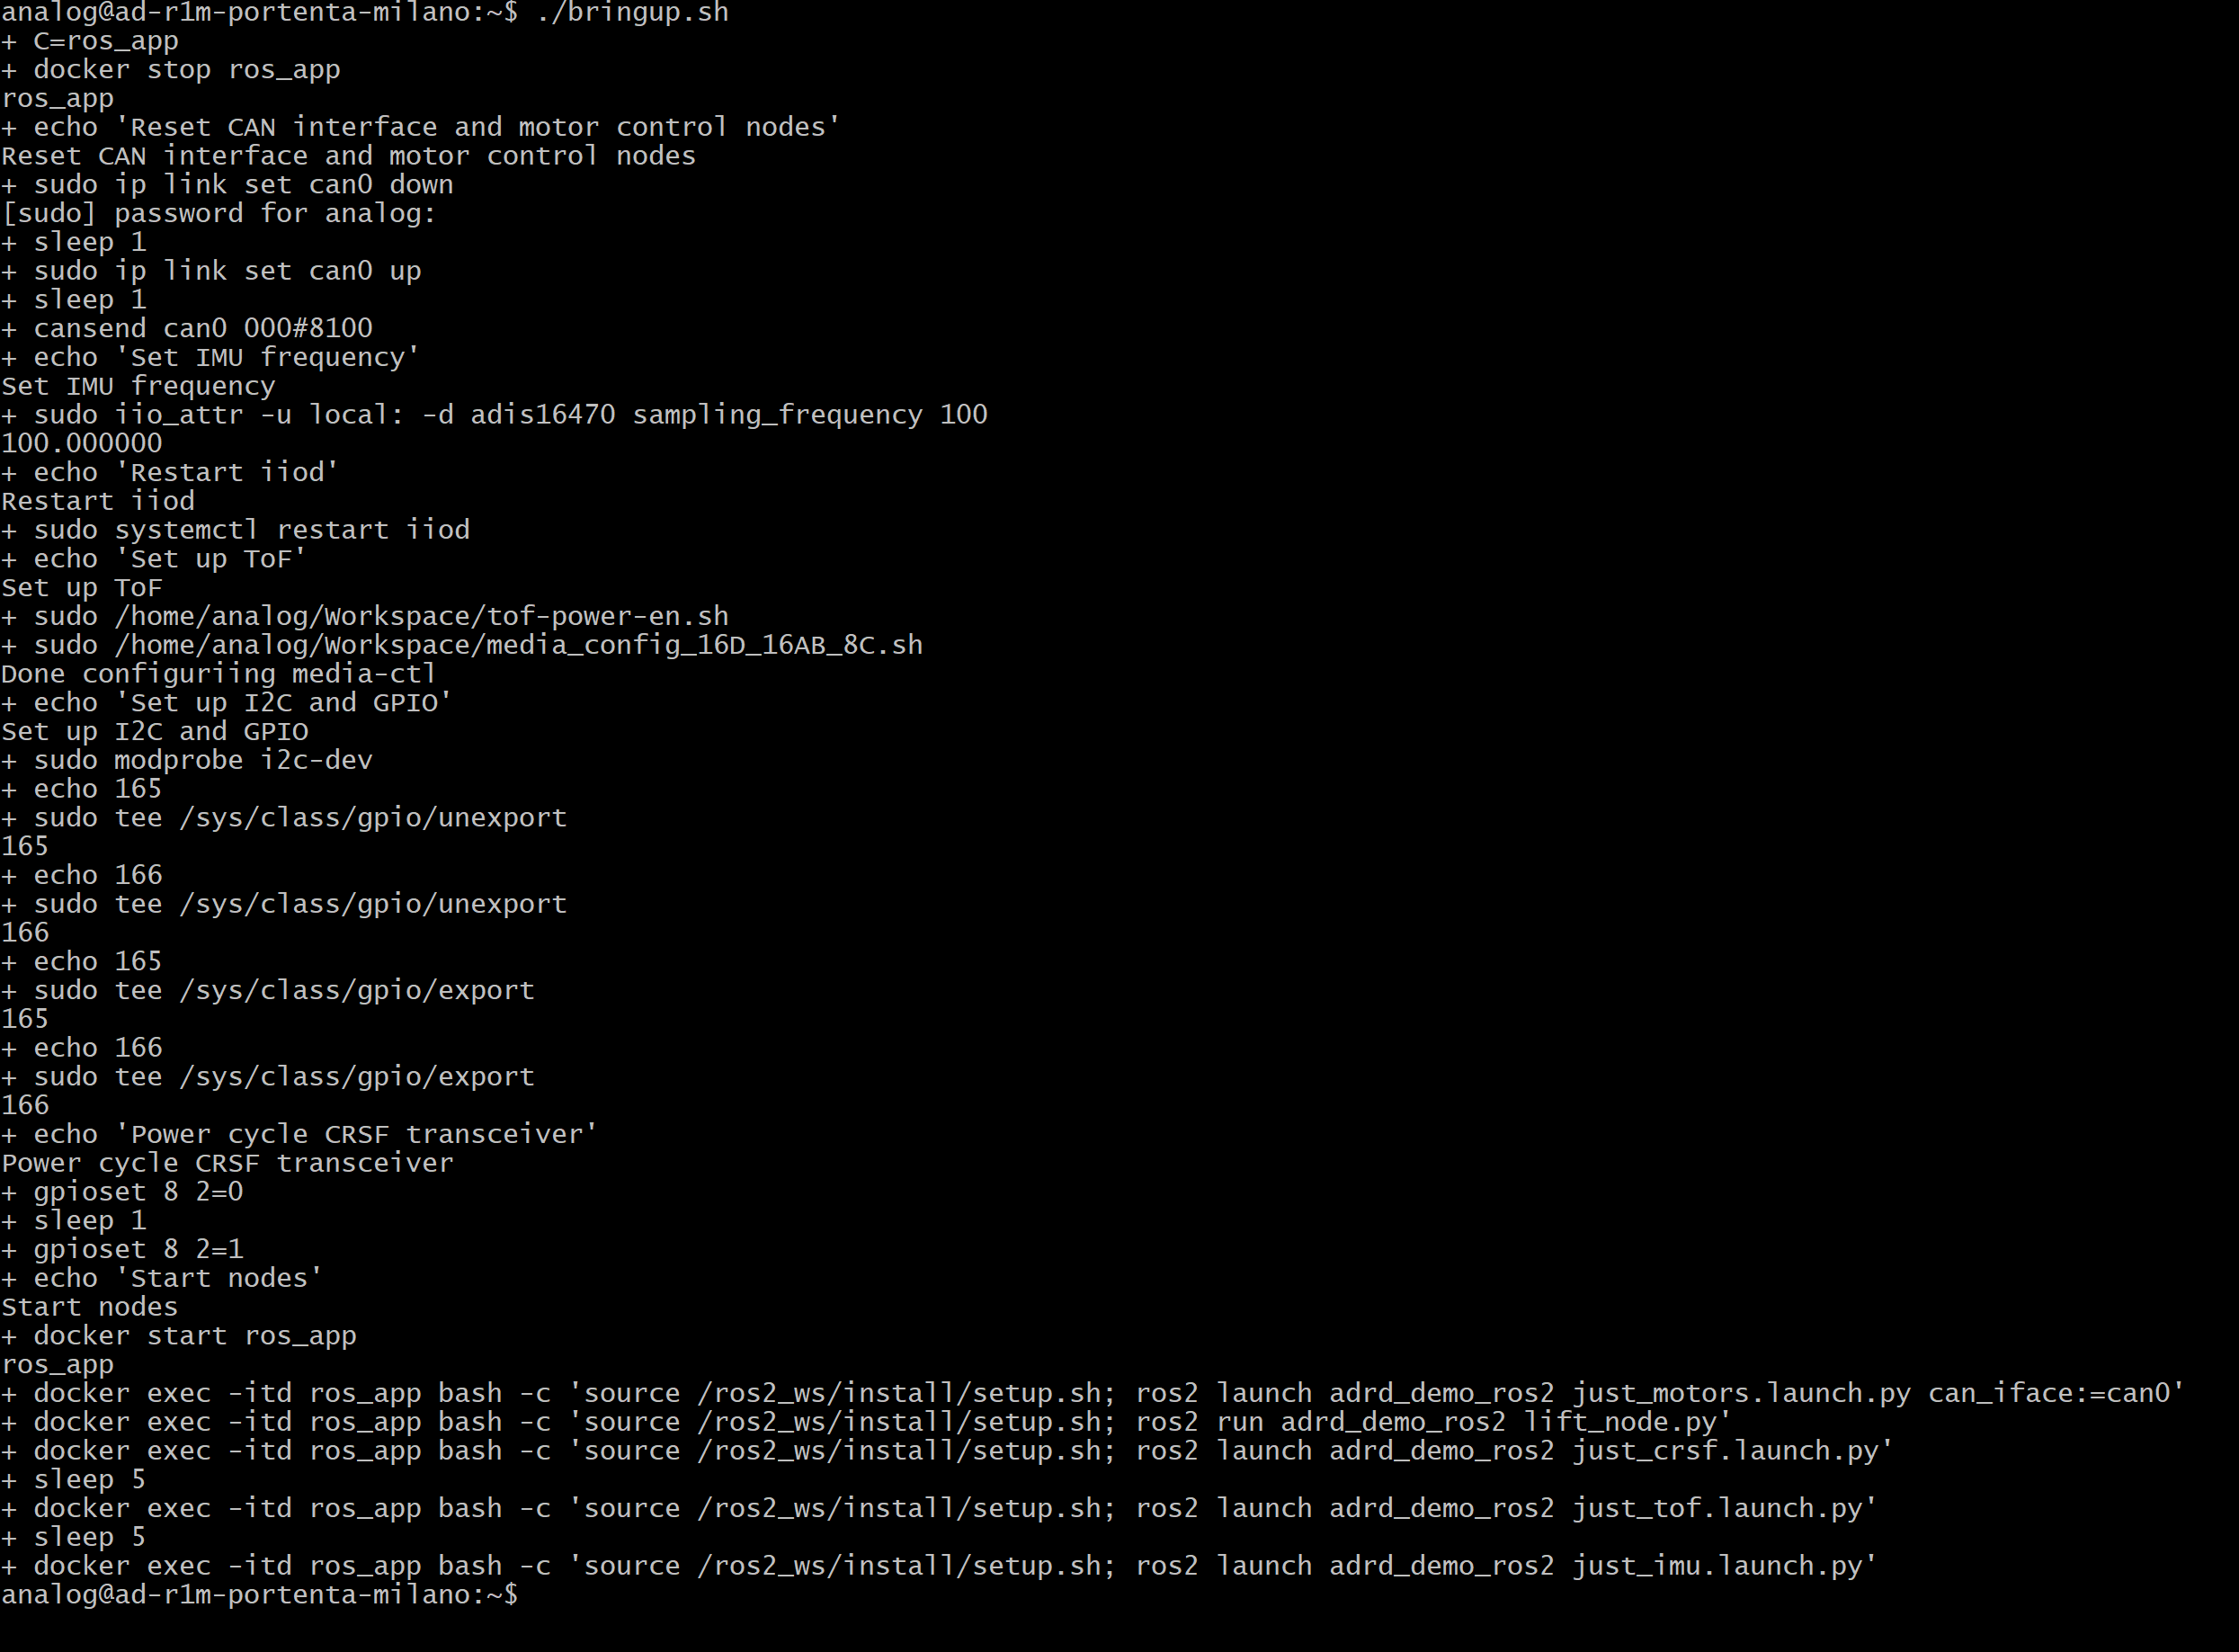 analog@ad-r1m-portenta-milano:~$ ./bringup.sh
+ C=ros_app
+ docker stop ros_app
ros_app
+ echo 'Reset CAN interface and motor control nodes'
Reset CAN interface and motor control nodes
+ sudo ip link set can0 down
[sudo] password for analog:
+ sleep 1
+ sudo ip link set can0 up
+ sleep 1
+ cansend can0 000#8100
+ echo 'Set IMU frequency'
Set IMU frequency
+ sudo iio_attr -u local: -d adis16470 sampling_frequency 100
100.000000
+ echo 'Restart iiod'
Restart iiod
+ sudo systemctl restart iiod
+ echo 'Set up ToF'
Set up ToF
+ sudo /home/analog/Workspace/tof-power-en.sh
+ sudo /home/analog/Workspace/media_config_16D_16AB_8C.sh
Done configuriing media-ctl
+ echo 'Set up I2C and GPIO'
Set up I2C and GPIO
+ sudo modprobe i2c-dev
+ echo 165
+ sudo tee /sys/class/gpio/unexport
165
+ echo 166
+ sudo tee /sys/class/gpio/unexport
166
+ echo 165
+ sudo tee /sys/class/gpio/export
165
+ echo 166
+ sudo tee /sys/class/gpio/export
166
+ echo 'Power cycle CRSF transceiver'
Power cycle CRSF transceiver
+ gpioset 8 2=0
+ sleep 1
+ gpioset 8 2=1
+ echo 'Start nodes'
Start nodes
+ docker start ros_app
ros_app
+ docker exec -itd ros_app bash -c 'source /ros2_ws/install/setup.sh; ros2 launch adrd_demo_ros2 just_motors.launch.py can_iface:=can0'
+ docker exec -itd ros_app bash -c 'source /ros2_ws/install/setup.sh; ros2 run adrd_demo_ros2 lift_node.py'
+ docker exec -itd ros_app bash -c 'source /ros2_ws/install/setup.sh; ros2 launch adrd_demo_ros2 just_crsf.launch.py'
+ sleep 5
+ docker exec -itd ros_app bash -c 'source /ros2_ws/install/setup.sh; ros2 launch adrd_demo_ros2 just_tof.launch.py'
+ sleep 5
+ docker exec -itd ros_app bash -c 'source /ros2_ws/install/setup.sh; ros2 launch adrd_demo_ros2 just_imu.launch.py'
analog@ad-r1m-portenta-milano:~$